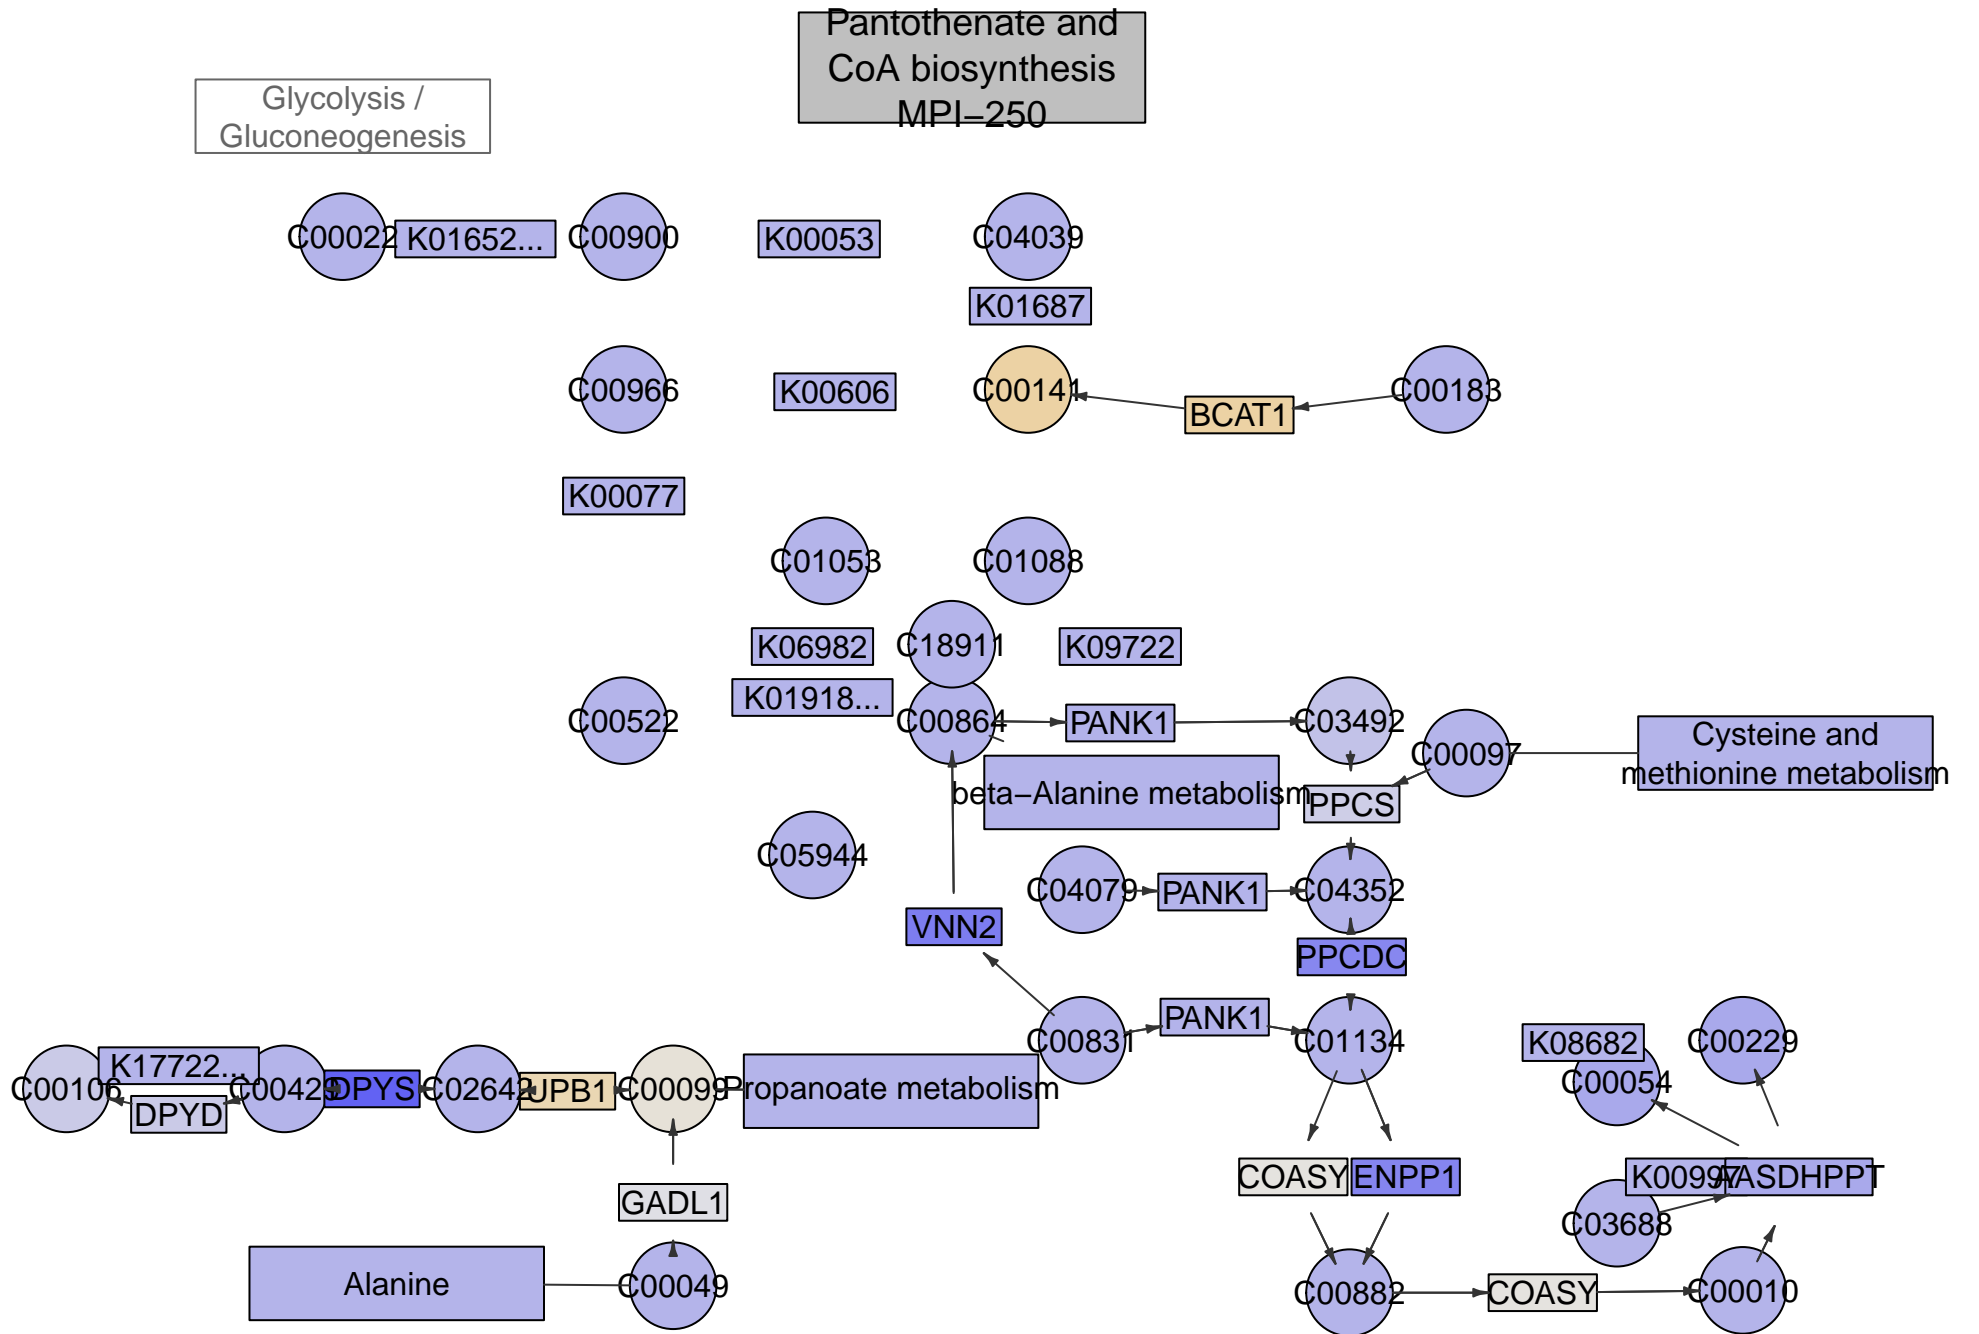 Pantothenate and
CoA biosynthesis
MPI−250
Glycolysis /
Gluconeogenesis
C00022
K01652...
C00900
K00053
C04039
K01687
C00966
K00606
C00141
BCAT1
C00183
K00077
C01053
C01088
K06982
C18911
K09722
K01918...
C00522
C00864
PANK1
C03492
C00097
Cysteine and
methionine metabolism
beta−Alanine metabolism
PPCS
C05944
C04079
PANK1
C04352
VNN2
PPCDC
C00831
PANK1
C01134
K08682
C00229
C00054
K17722...
C00106
DPYD
C00429
DPYS
C02642
UPB1
C00099
Propanoate metabolism
COASY
ENPP1
K00997
AASDHPPT
GADL1
C03688
Alanine
C00049
C00882
COASY
C00010